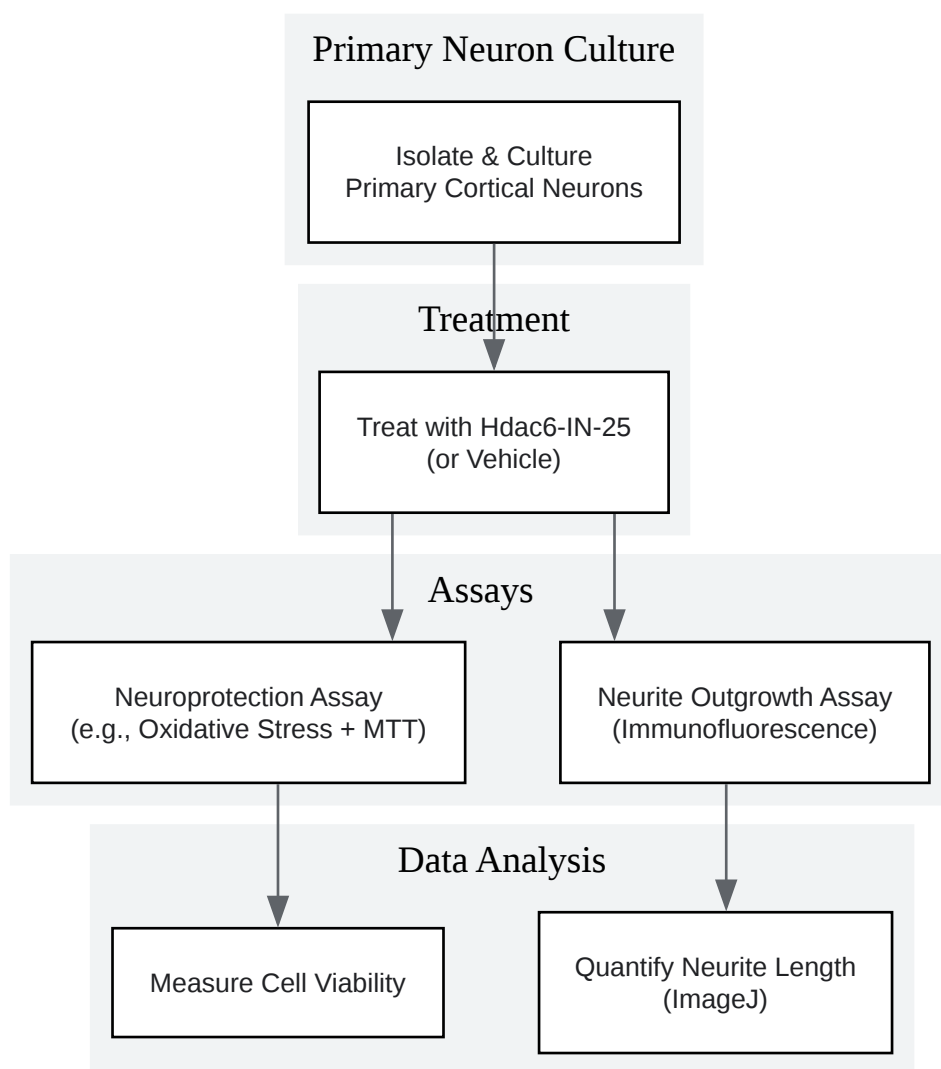 Primary Neuron Culture
Isolate & Culture
Primary Cortical Neurons
Treatment
Treat with Hdac6-IN-25
(or Vehicle)
Assays
Neuroprotection Assay
(e.g., Oxidative Stress + MTT)
Neurite Outgrowth Assay
(Immunofluorescence)
Data Analysis
Measure Cell Viability
Quantify Neurite Length
(ImageJ)